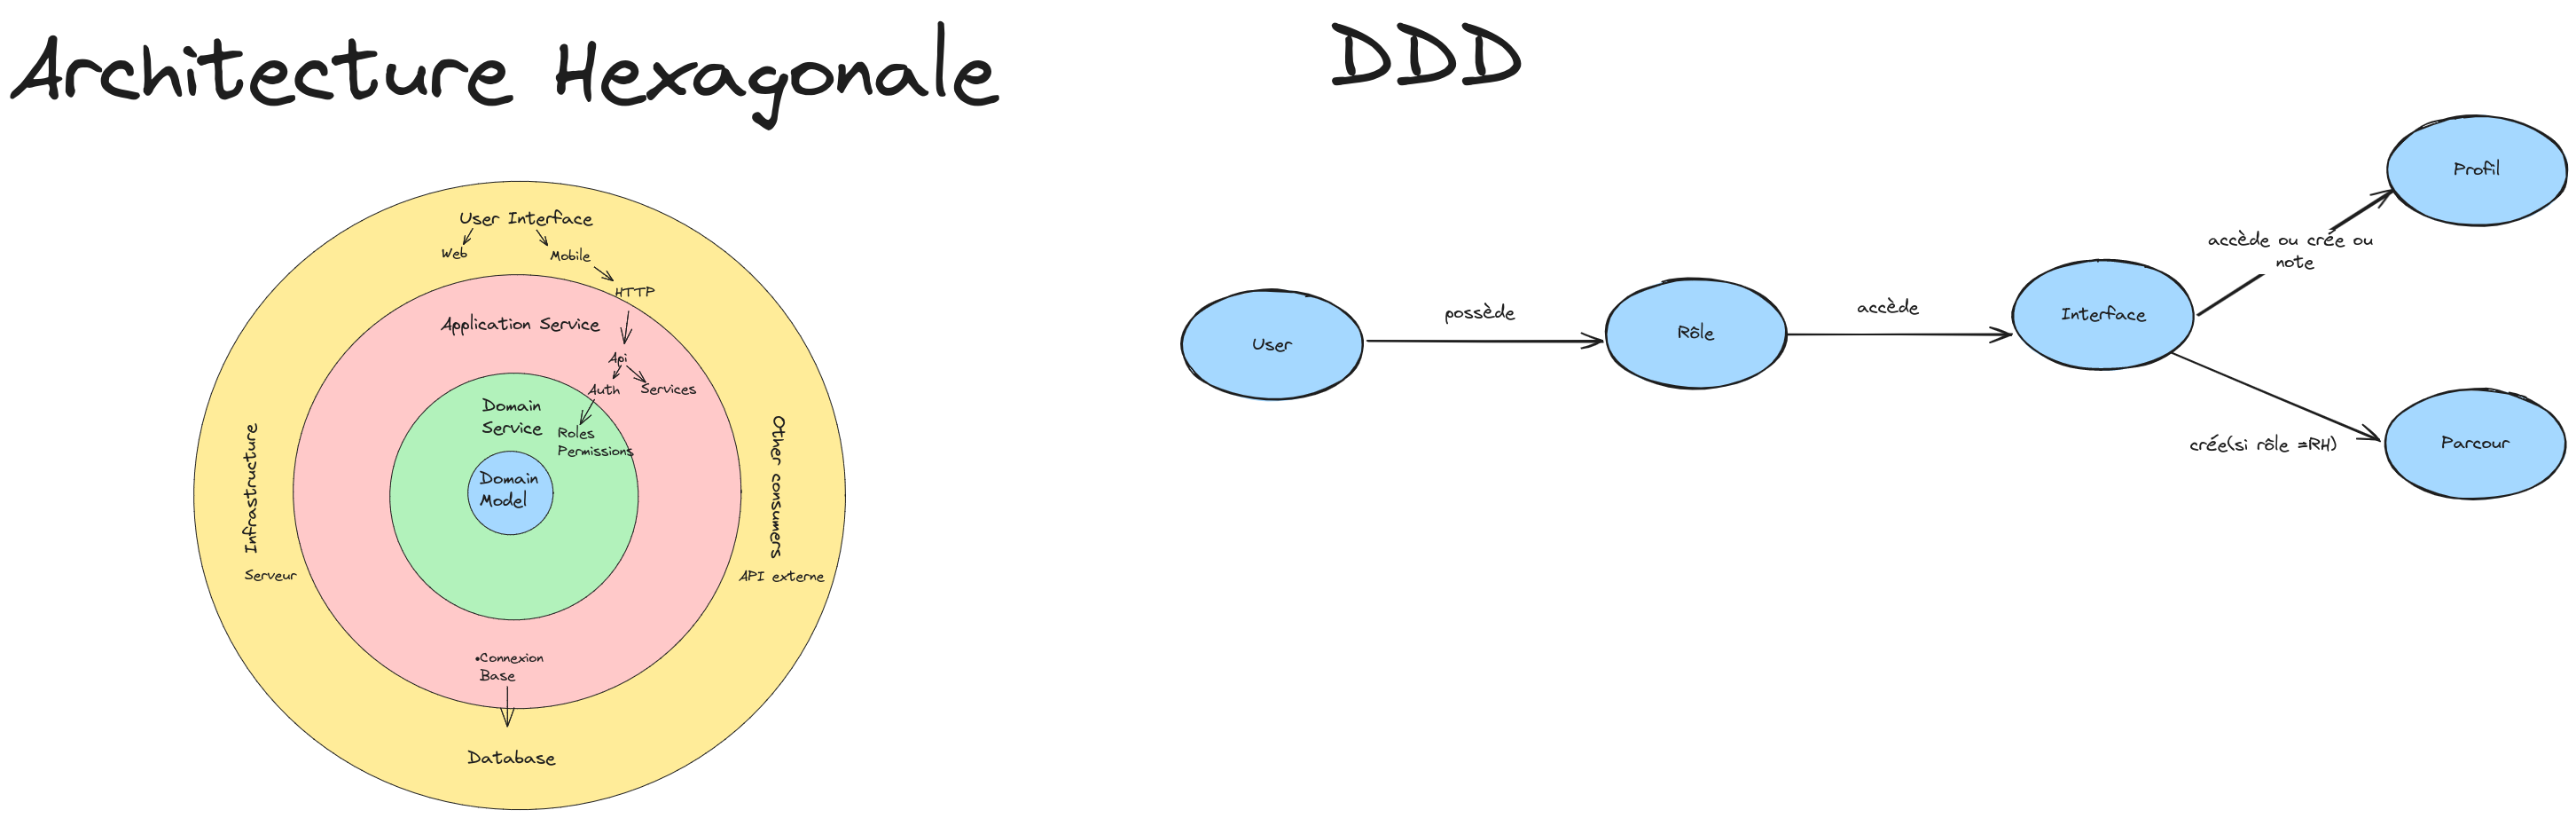 Architecture Hexagonale
User Interface
Web
Mobile
HTTP
Application Service
Api
Auth
Services
Domain
Service
Roles
Permissions
Domain
Model
Infrastructure
Serveur
Other consumers
API externe
•Connexion
Base
Database
DDD
User
possède
Rôle
accède
Interface
accède ou crée ou
note
Profil
crée(si rôle =RH)
Parcour